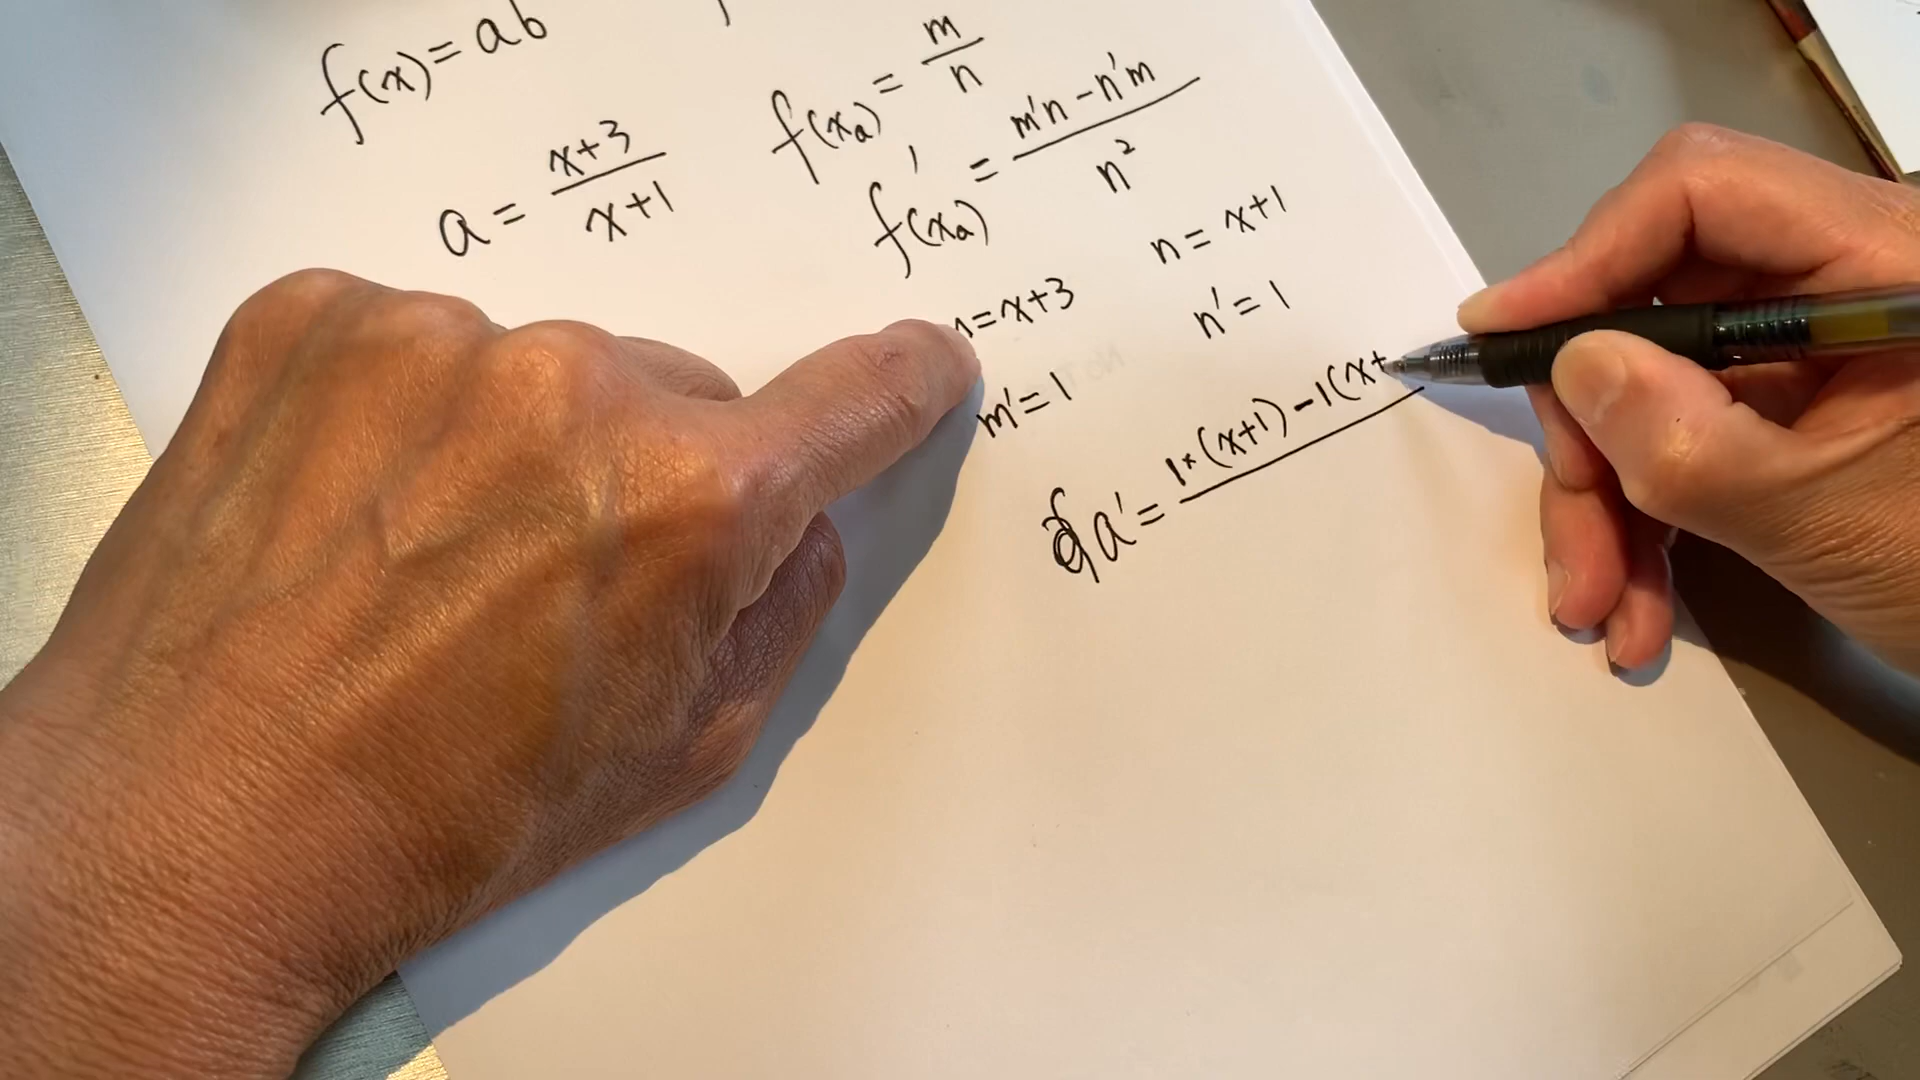 f(x) = ab
f(xa) = m/n
a = x+3/x+1
f'(xa) = m'n - n'm/n²
n = x+1
= x+3
n' = 1
m' = 1
a' = 1×(x+1) - 1(x+